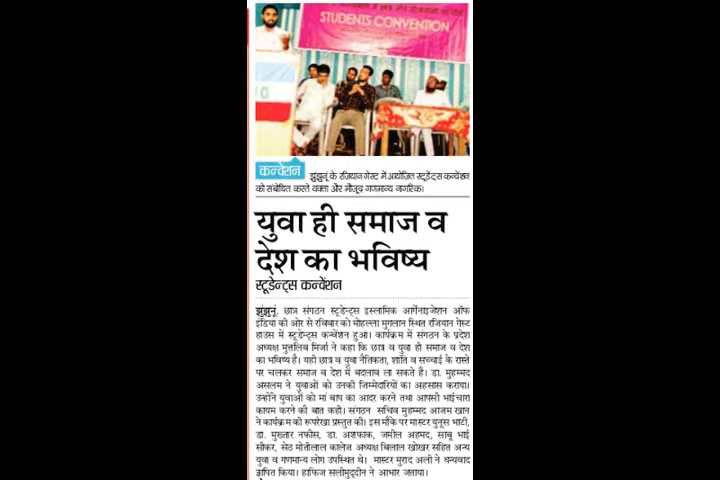 STUDENTS CONVENTION
कन्वेंशन
झुंझुनूं के रजियान गेस्ट में आयोजित स्टूडेंट्स कन्वेंशन
को संबोधित करते वक्ता और मौजूद गणमान्य नागरिक।
युवा ही समाज व
देश का भविष्य
स्टूडेन्ट्स कन्वेंशन
झुंझुनूं. छात्र संगठन स्टूडेन्ट्स इस्लामिक आर्गेनाइजेशन ऑफ
इंडिया की ओर से रविवार को मोहल्ला मुगलान स्थित रजियान गेस्ट
हाउस में स्टूडेन्ट्स कन्वेंशन हुआ। कार्यक्रम में संगठन के प्रदेश
अध्यक्ष मुत्तलिब मिर्जा ने कहा कि छात्र व युवा ही समाज व देश
का भविष्य है। यही छात्र व युवा नैतिकता, शांति व सच्चाई के रास्ते
पर चलकर समाज व देश में बदलाव ला सकते है। डा. मुहम्मद
असलम ने युवाओं को उनकी जिम्मेदारियों का अहसास कराया।
उन्होंने युवाओं को मां बाप का आदर करने तथा आपसी भाईचारा
कायम करने की बात कही। संगठन सचिव मुहम्मद आजम खान
ने कार्यक्रम की रूपरेखा प्रस्तुत की। इस मौके पर मास्टर युनूस भाटी,
डा. मुख्तार नफीस, डा. अशफाक, जमील अहमद, साबू भाई
सीकर, सेठ मोतीलाल कालेज अध्यक्ष बिलाल खोखर सहित अन्य
युवा व गणमान्य लोग उपस्थित थे। मास्टर मुराद अली ने धन्यवाद
ज्ञापित किया। हाफिज सलीमुद्दीन ने आभार जताया।